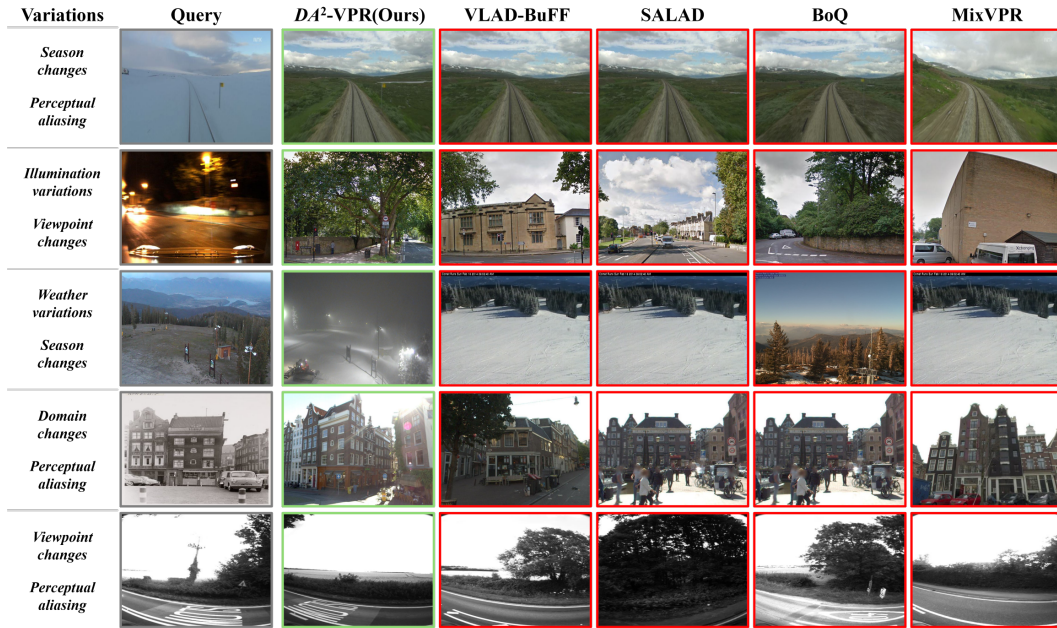 Variations Query DA²-VPR(Ours) VLAD-BuFF SALAD BoQ MixVPR
Season
changes
Perceptual
aliasing
Illumination
variations
Viewpoint
changes
Weather
variations
Season
changes
Domain
changes
Perceptual
aliasing
Viewpoint
changes
Perceptual
aliasing